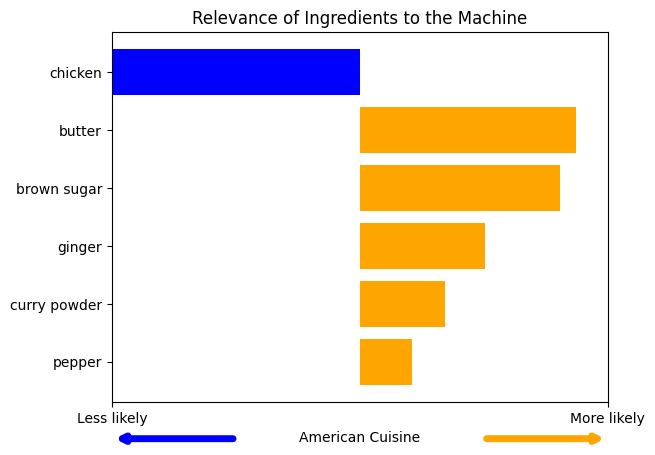 Relevance of Ingredients to the Machine
chicken
butter
brown sugar
ginger
curry powder
pepper
Less likely
More likely
American Cuisine